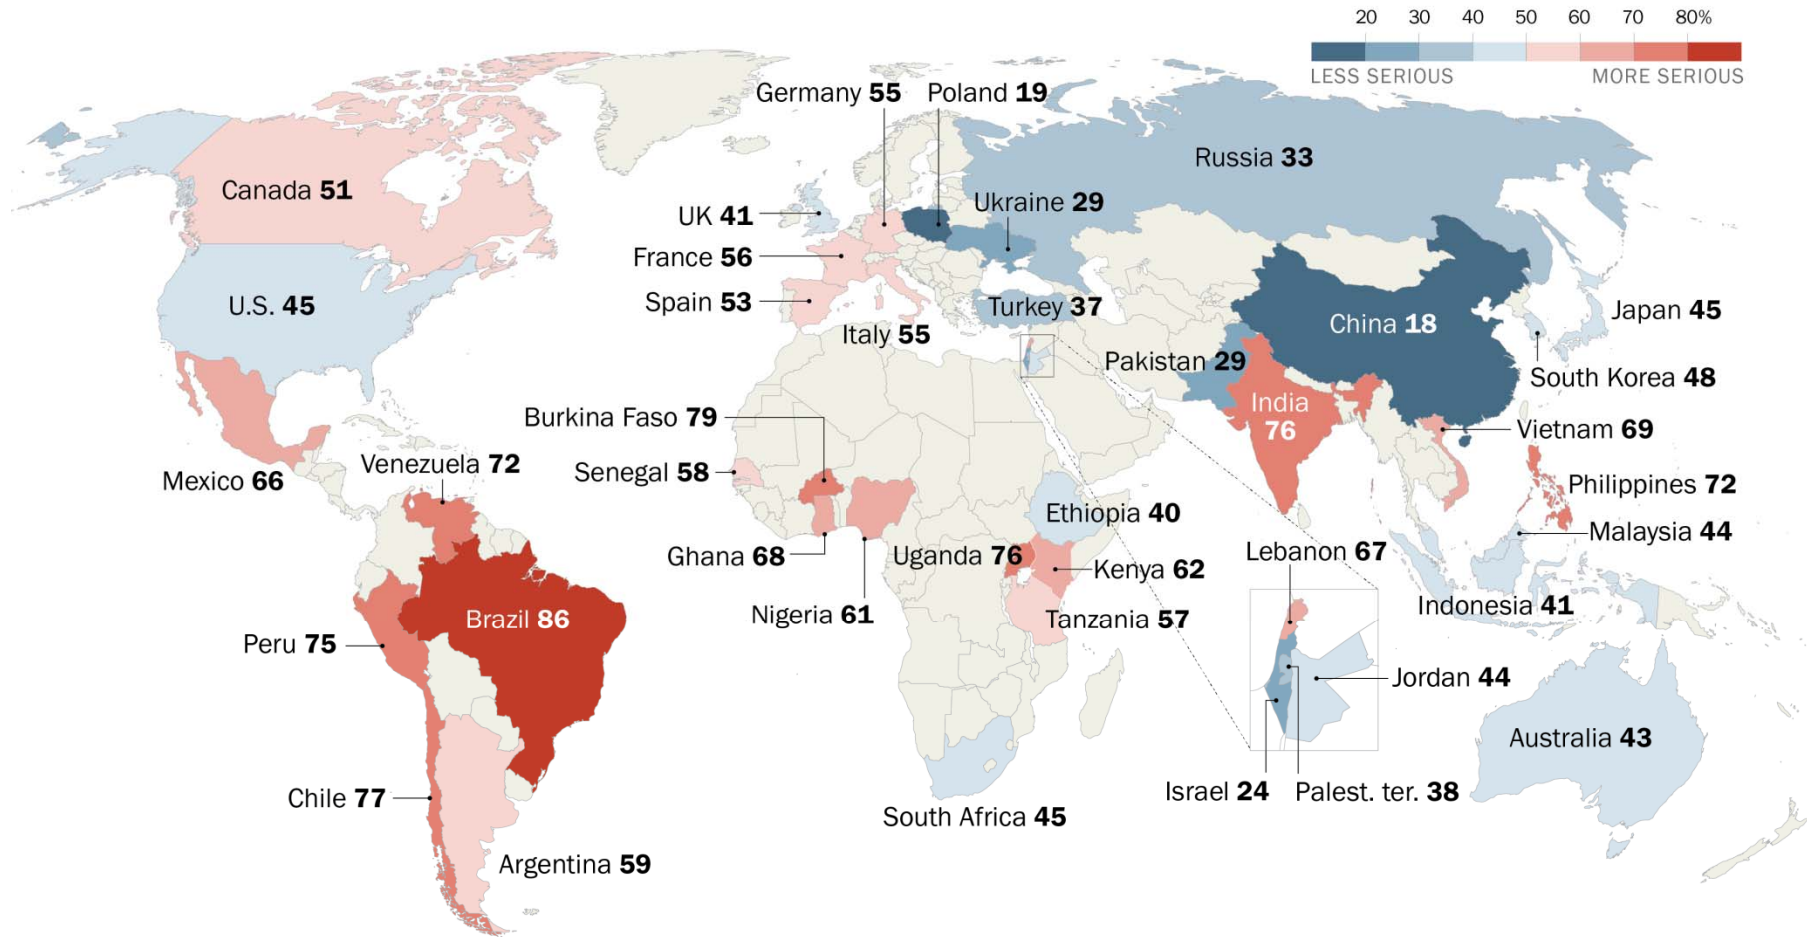 20 30 40 50 60 70 80%
LESS SERIOUS MORE SERIOUS
Germany 55 Poland 19
Russia 33
Canada 51
Ukraine 29
UK 41
France 56
Spain 53
U.S. 45
Turkey 37
Japan 45
China 18
Italy 55
Pakistan 29
South Korea 48
India
76
Burkina Faso 79
Vietnam 69
Venezuela 72
Senegal 58
Mexico 66
Philippines 72
Ethiopia 40
Malaysia 44
Lebanon 67
Ghana 68
Uganda 76
Kenya 62
Indonesia 41
Nigeria 61
Brazil 86
Tanzania 57
Peru 75
Jordan 44
Australia 43
Israel 24
Palest. ter. 38
Chile 77
South Africa 45
Argentina 59